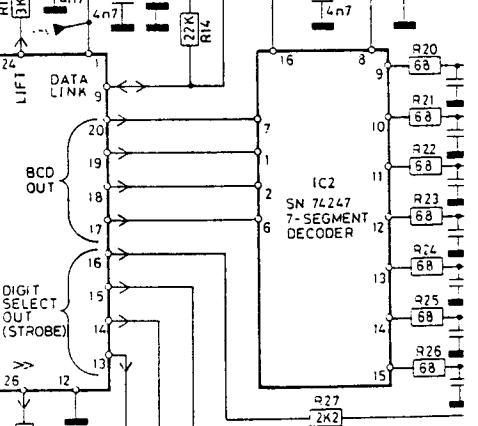 4n7
22K
R14
4n7
24
1
16
8
LIFT
DATA
LINK
9
9
R20
68
20
7
10
R21
68
19
1
11
R22
68
BCD
OUT
18
2
IC2
SN 74247
7-SEGMENT
DECODER
17
6
12
R23
68
16
13
R24
68
DIGIT
SELECT
OUT
(STROBE)
15
14
14
R25
68
13
15
R26
68
26
12
R27
2K2